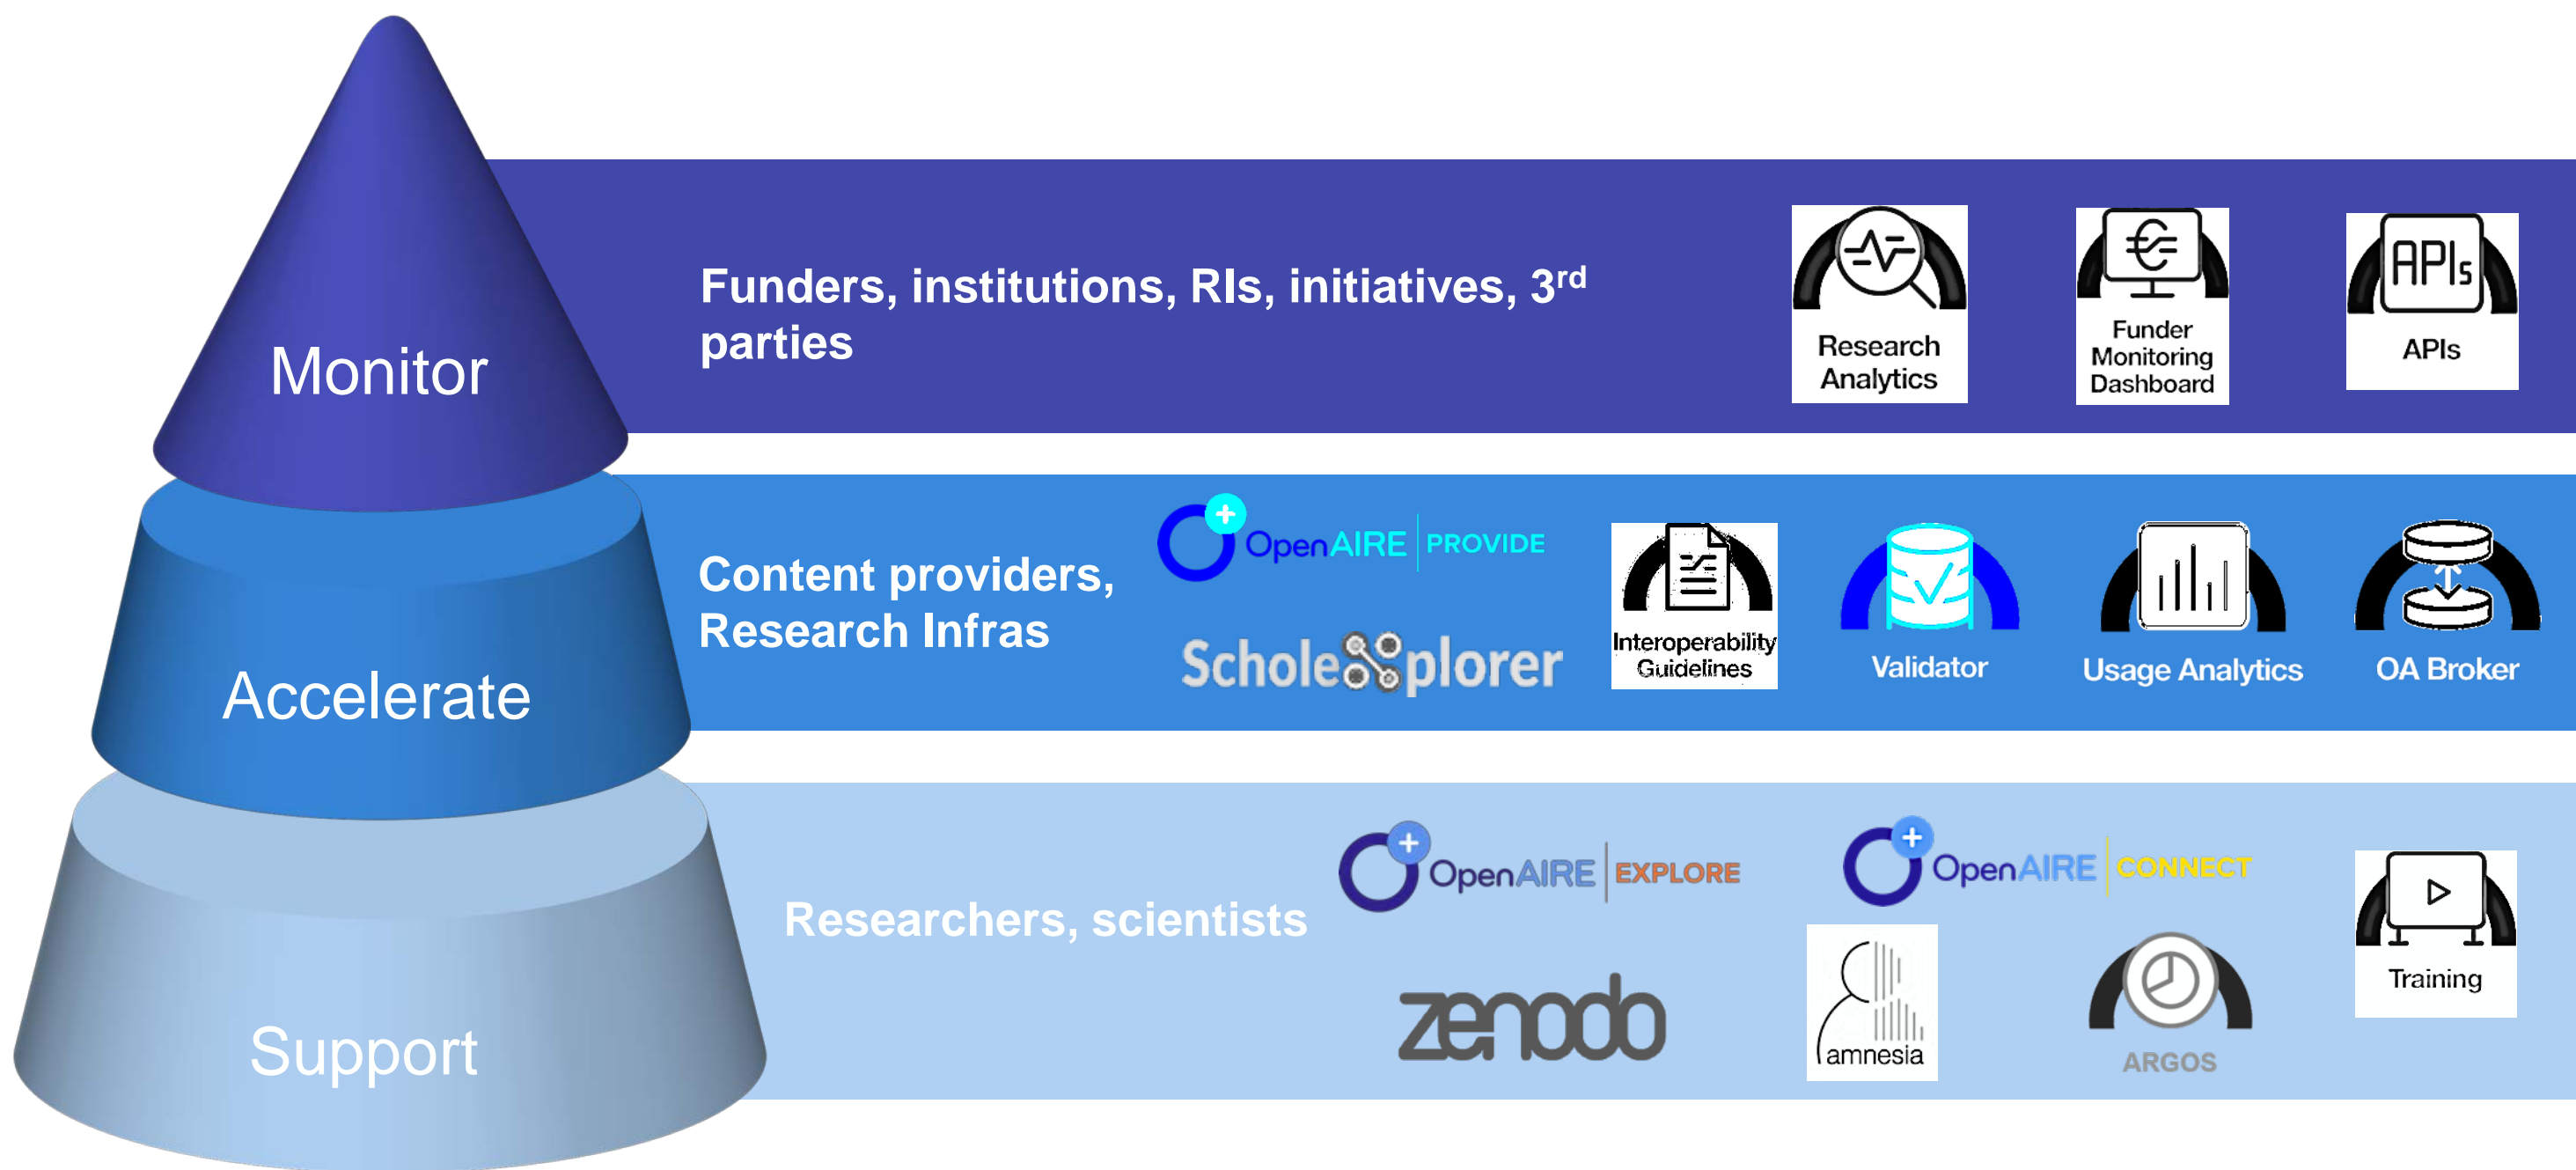 Monitor
Funders, institutions, RIs, initiatives, 3rd
parties
Research
Analytics
Funder
Monitoring
Dashboard
APIs
APIs
Accelerate
Content providers,
Research Infras
OpenAIRE PROVIDE
ScholeXplorer
Interoperability
Guidelines
Validator
Usage Analytics
OA Broker
Support
Researchers, scientists
OpenAIRE EXPLORE
OpenAIRE CONNECT
zenodo
amnesia
ARGOS
Training